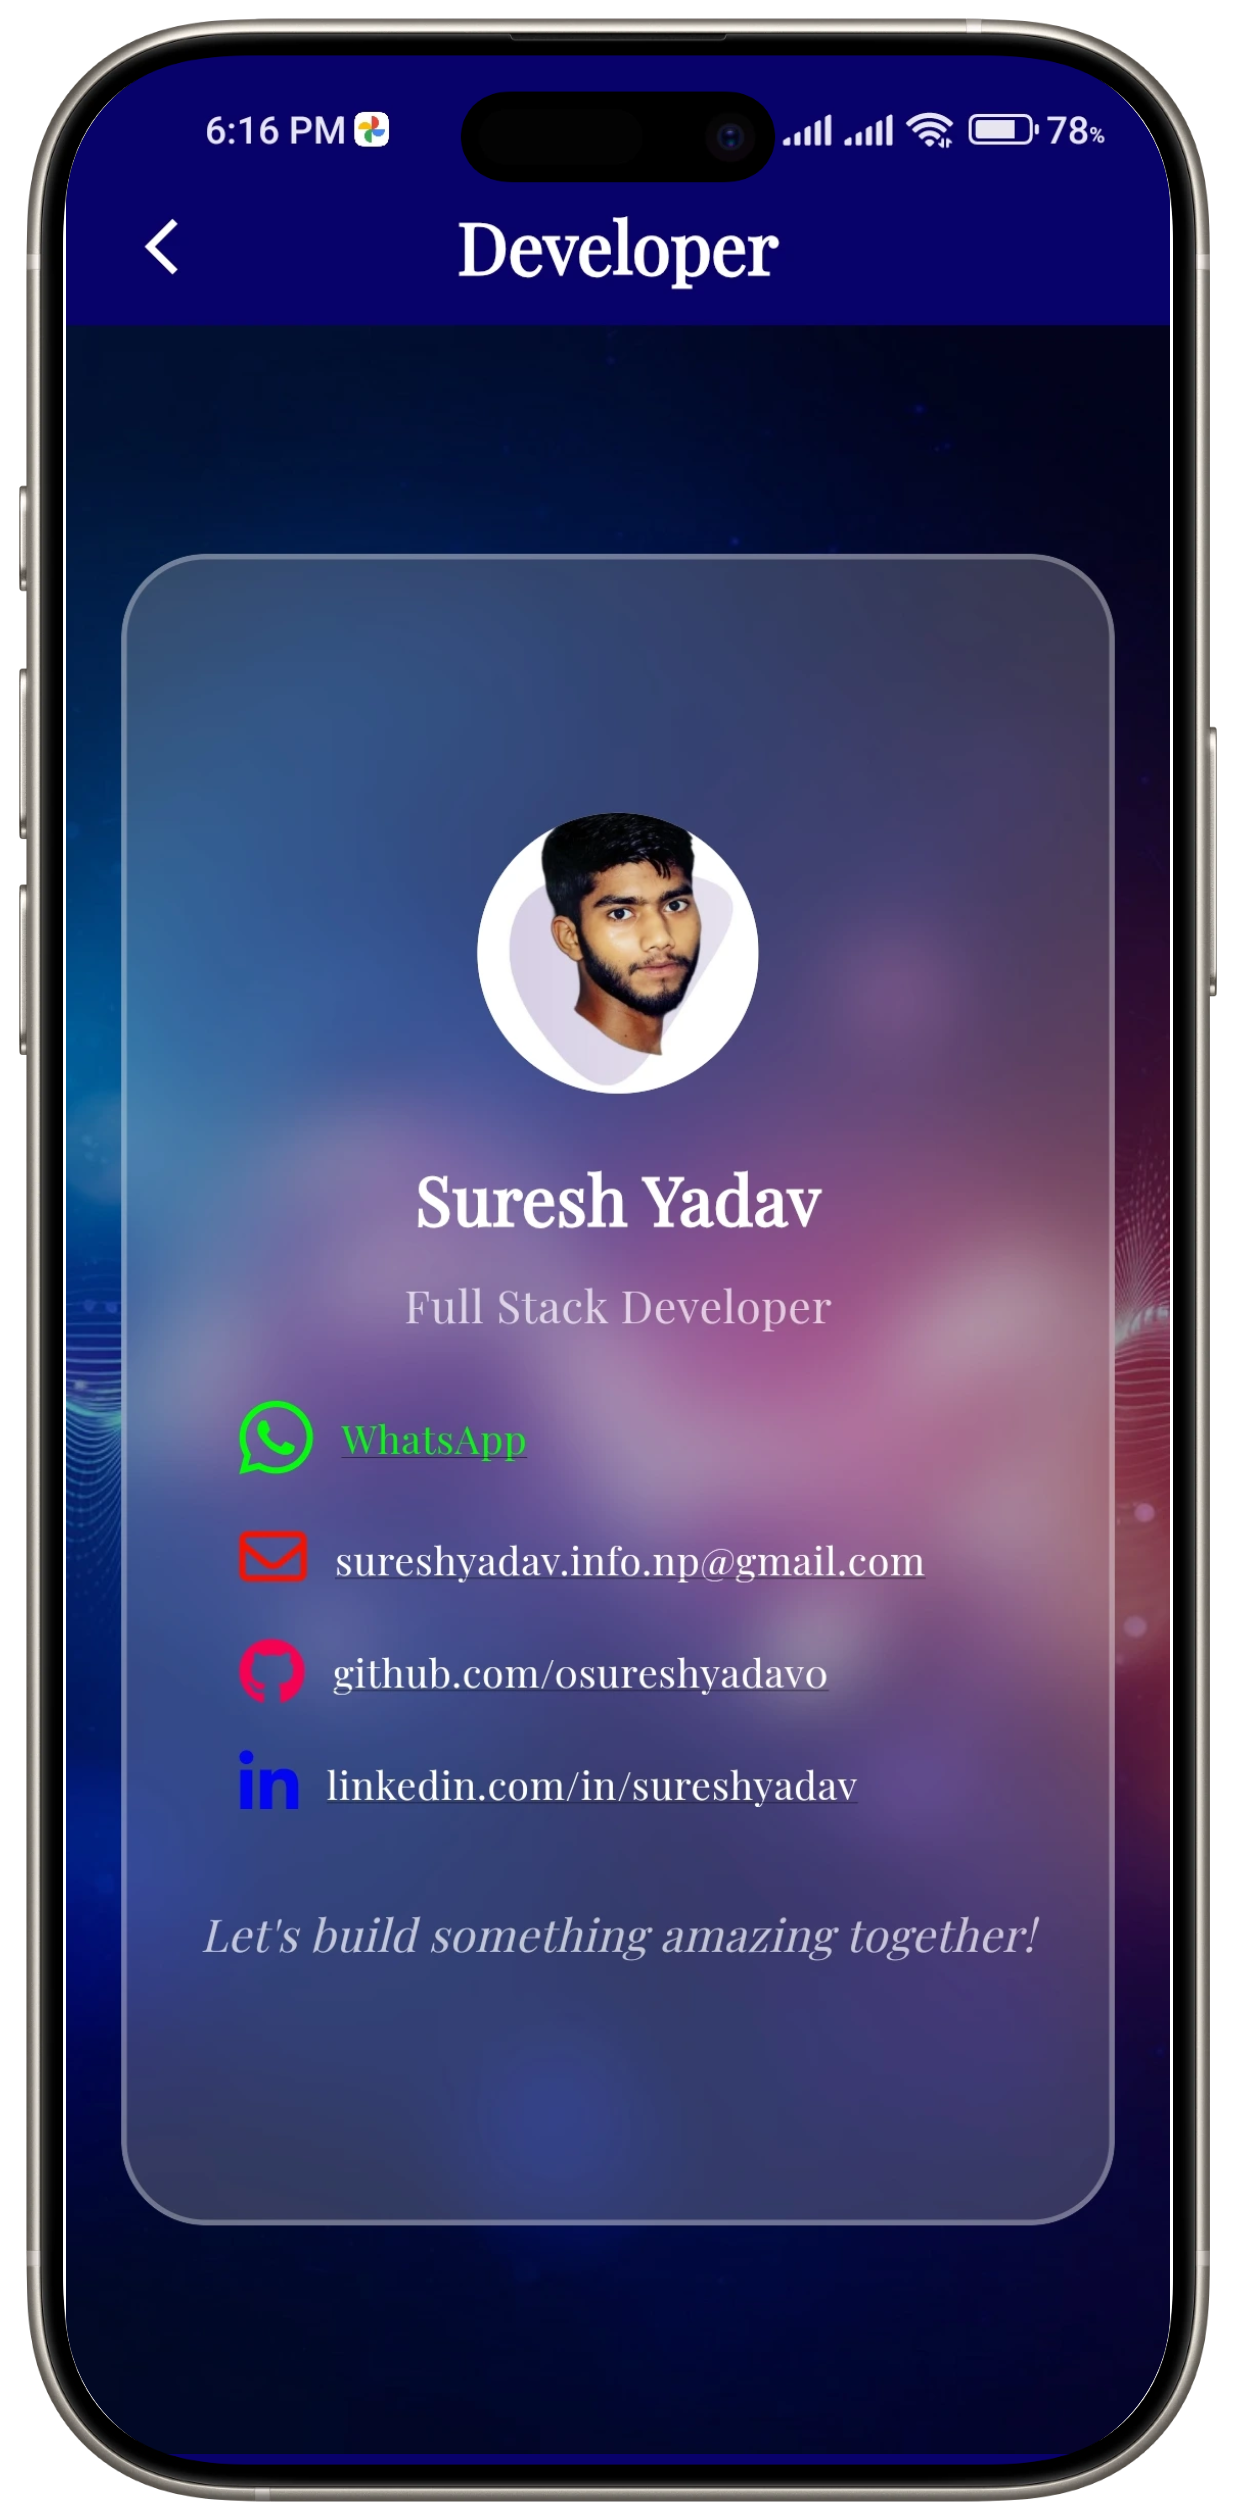 6:16 PM
78%
Developer
Suresh Yadav
Full Stack Developer
WhatsApp
sureshyadav.info.np@gmail.com
github.com/osureshyadavo
in linkedin.com/in/sureshyadav
Let's build something amazing together!